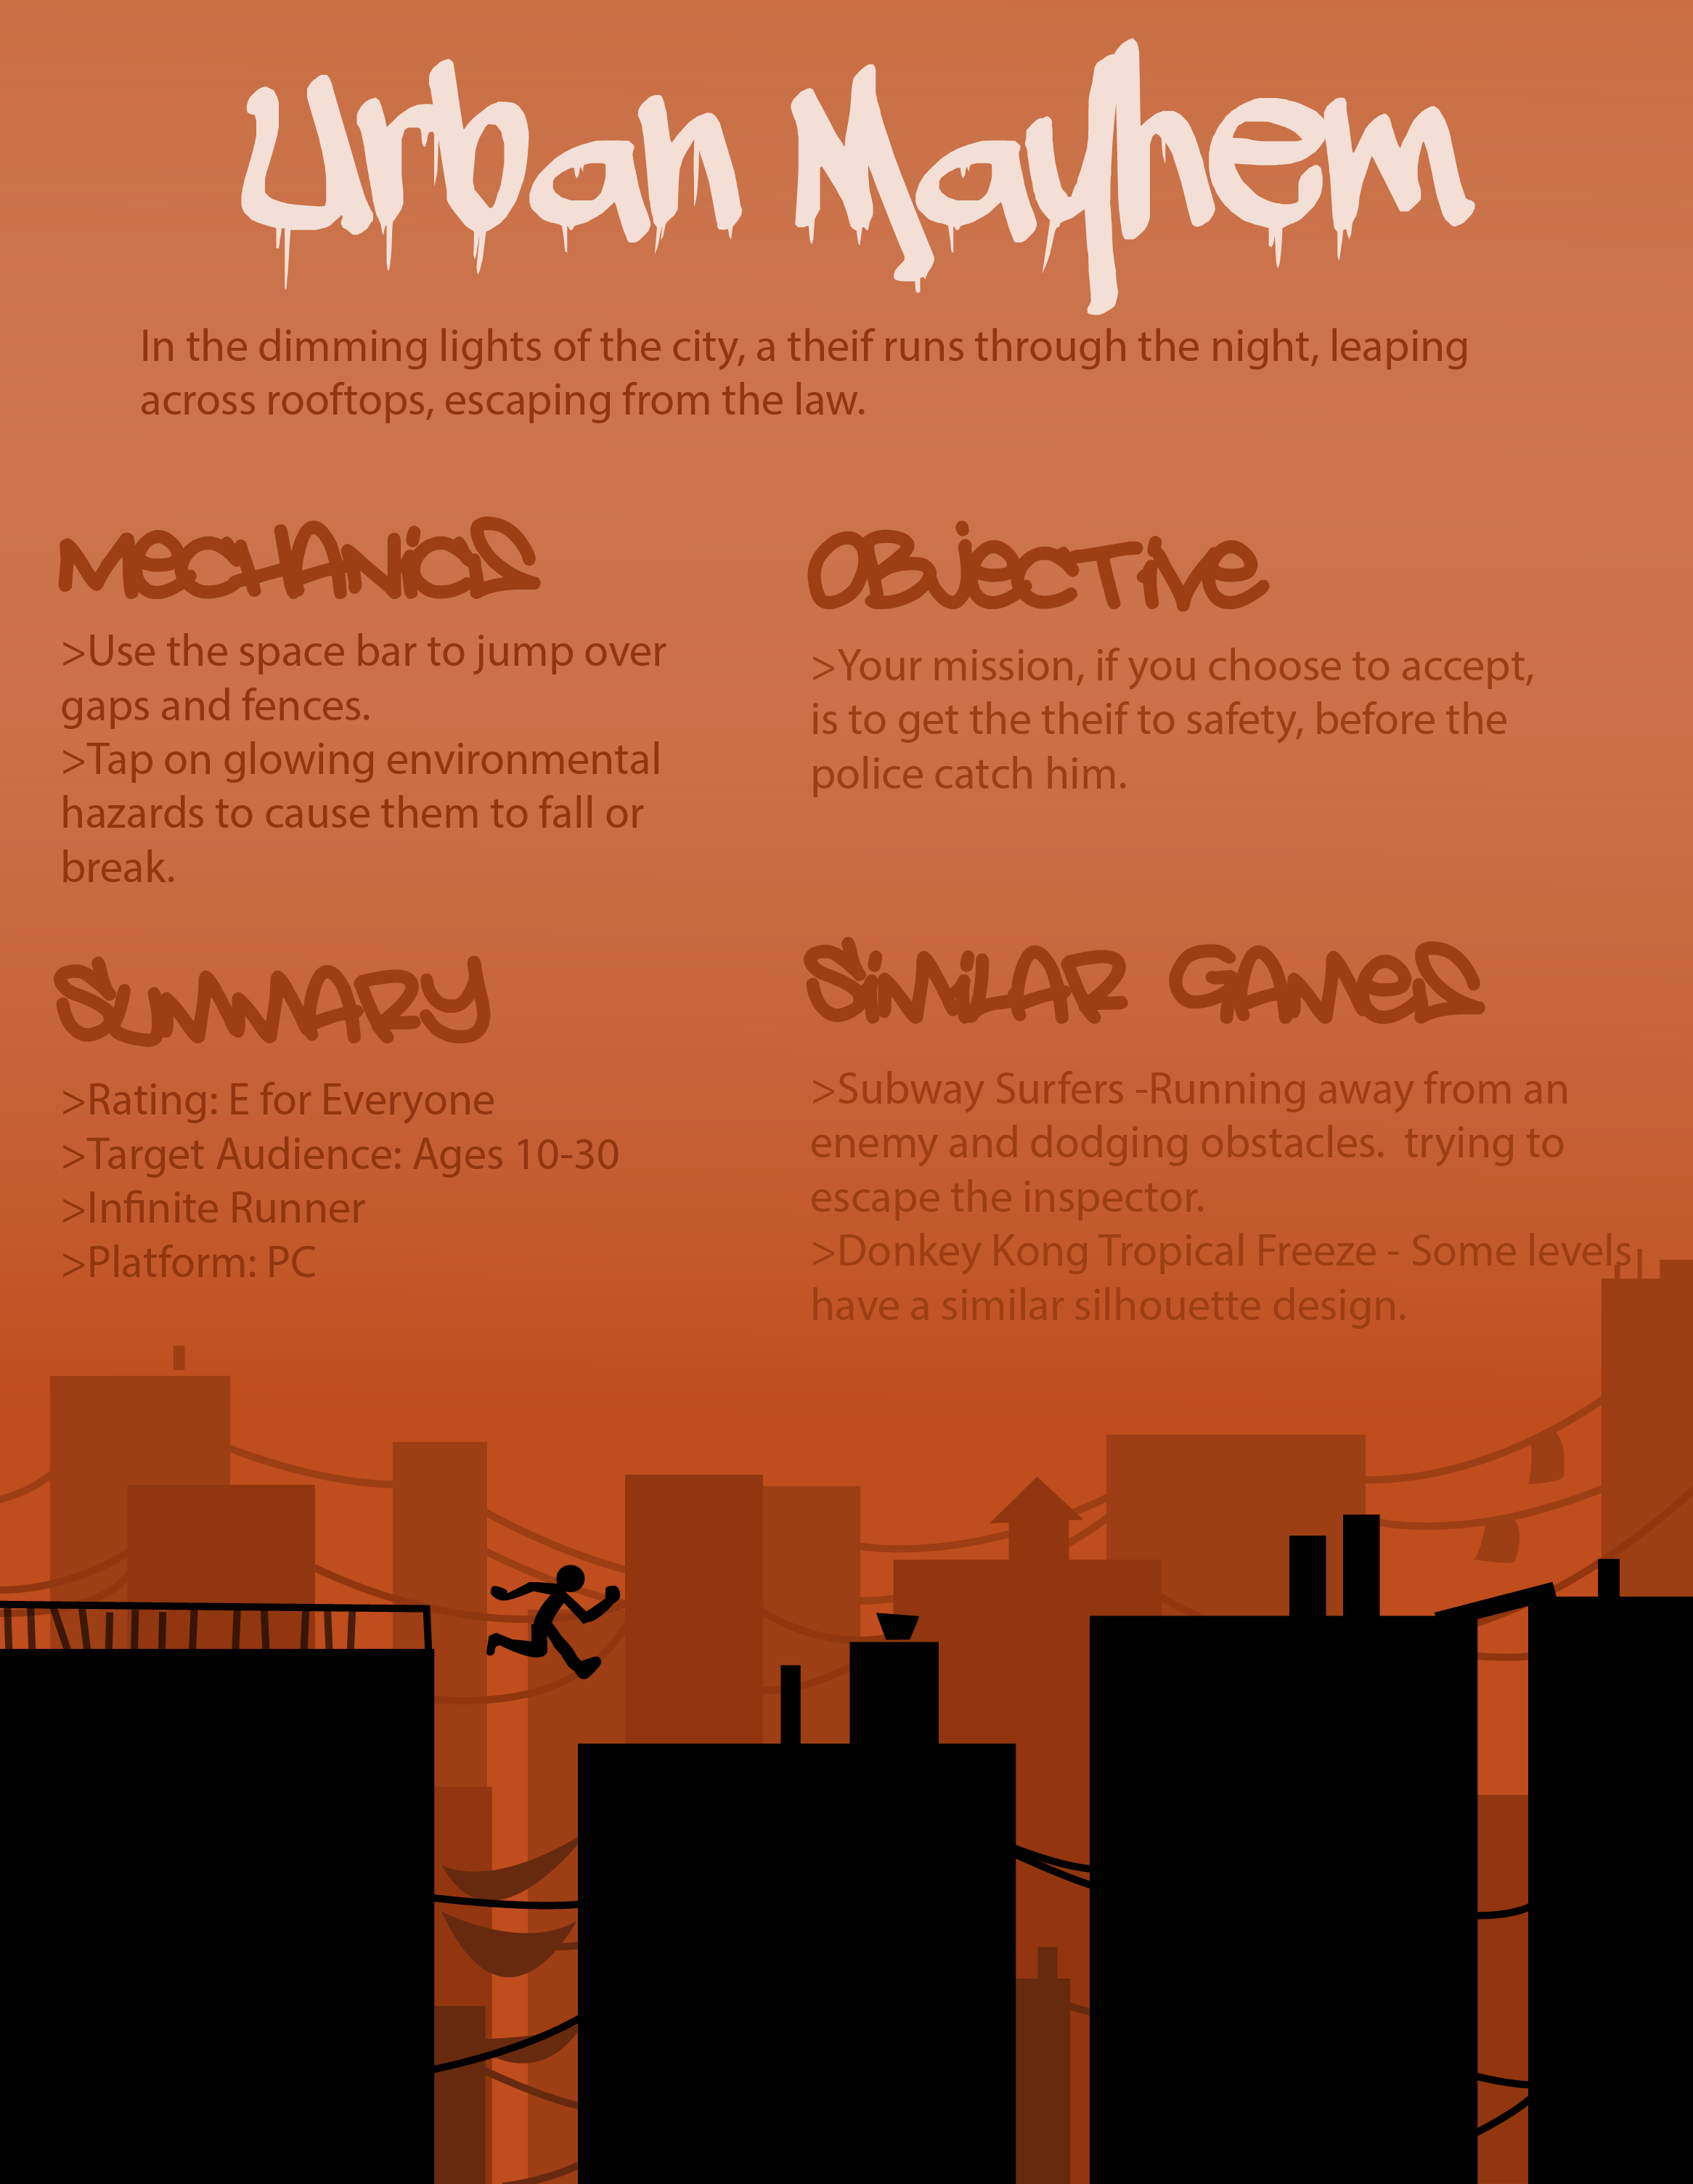 Urban Mayhem
In the dimming lights of the city, a theif runs through the night, leaping
across rooftops, escaping from the law.
MECHANICS
>Use the space bar to jump over
gaps and fences.
>Tap on glowing environmental
hazards to cause them to fall or
break.
OBJECTIVE
>Your mission, if you choose to accept,
is to get the theif to safety, before the
police catch him.
SUMMARY
>Rating: E for Everyone
>Target Audience: Ages 10-30
>Infinite Runner
>Platform: PC
SIMILAR GAMES
>Subway Surfers -Running away from an
enemy and dodging obstacles.  trying to
escape the inspector.
>Donkey Kong Tropical Freeze - Some levels
have a similar silhouette design.